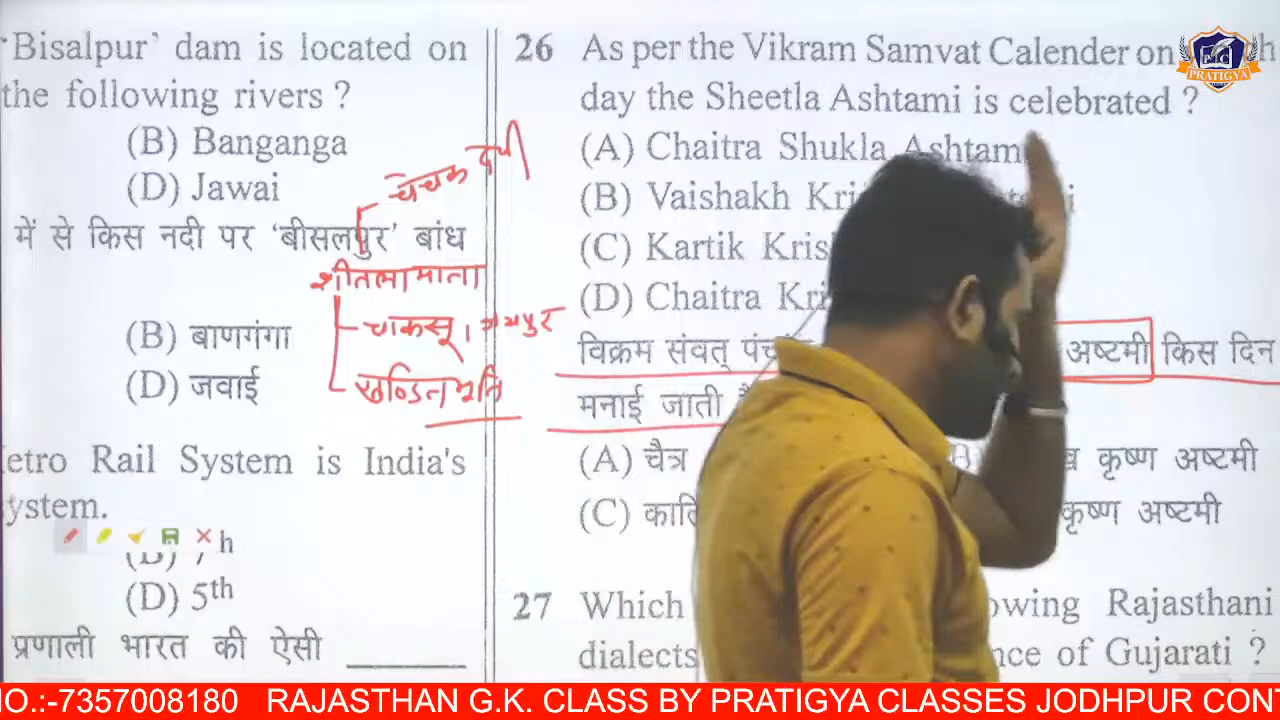 'Bisalpur' dam is located on
the following rivers ?
(B) Banganga
(D) Jawai
में से किस नदी पर 'बीसलपुर' बांध
(B) बाणगंगा
(D) जवाई
etro Rail System is India's
ystem.
h
(D) 5th
प्रणाली भारत की ऐसी ______
चेचक देवी
शीतला माता
चाकसू। जयपुर
खण्डित
26 As per the Vikram Samvat Calender on
day the Sheetla Ashtami is celebrated ?
(A) Chaitra Shukla Ashtam
(B) Vaishakh Kri
(C) Kartik Kris
(D) Chaitra Kri
विक्रम संवत् अष्टमी किस दिन
मनाई जाती
(A) चैत्र कृष्ण अष्टमी
(C) कृष्ण अष्टमी
27 Which owing Rajasthani
dialects nce of Gujarati ?
PRATIGYA
NO.:-7357008180 RAJASTHAN G.K. CLASS BY PRATIGYA CLASSES JODHPUR CONT